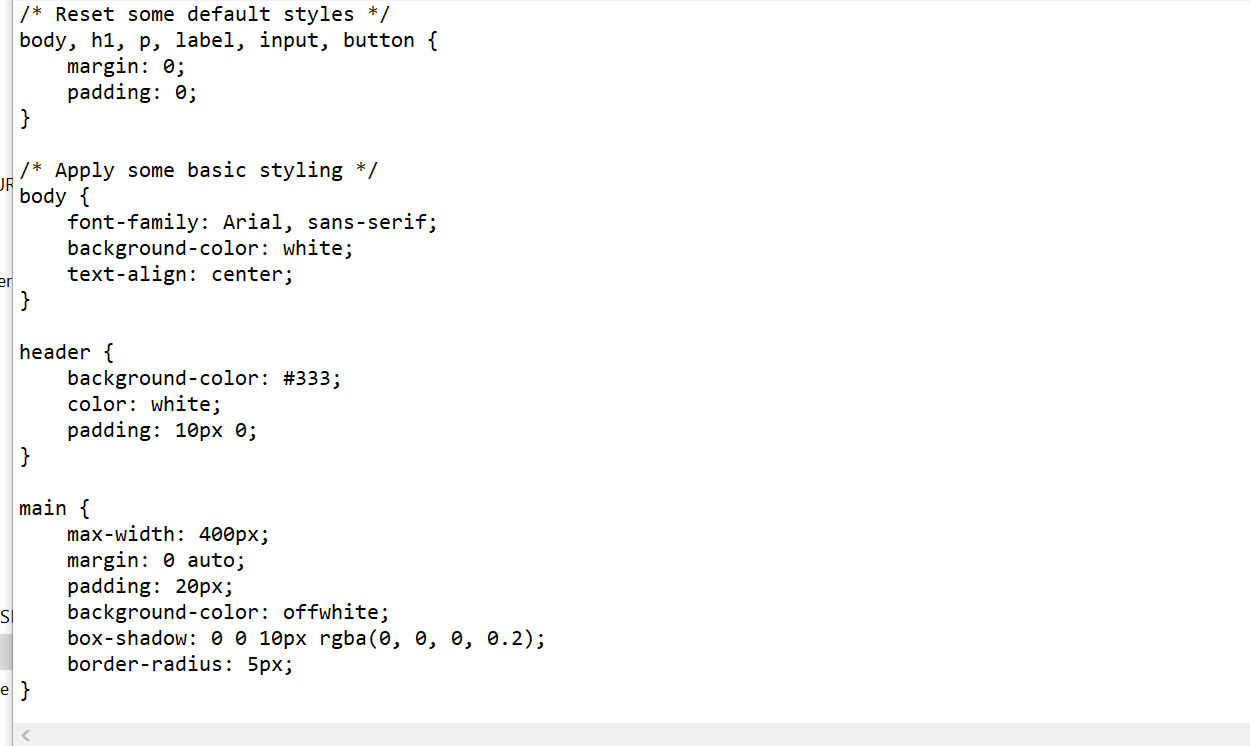 /* Reset some default styles */
body, h1, p, label, input, button {
    margin: 0;
    padding: 0;
}

/* Apply some basic styling */
body {
    font-family: Arial, sans-serif;
    background-color: white;
    text-align: center;
}

header {
    background-color: #333;
    color: white;
    padding: 10px 0;
}

main {
    max-width: 400px;
    margin: 0 auto;
    padding: 20px;
    background-color: offwhite;
    box-shadow: 0 0 10px rgba(0, 0, 0, 0.2);
    border-radius: 5px;
}